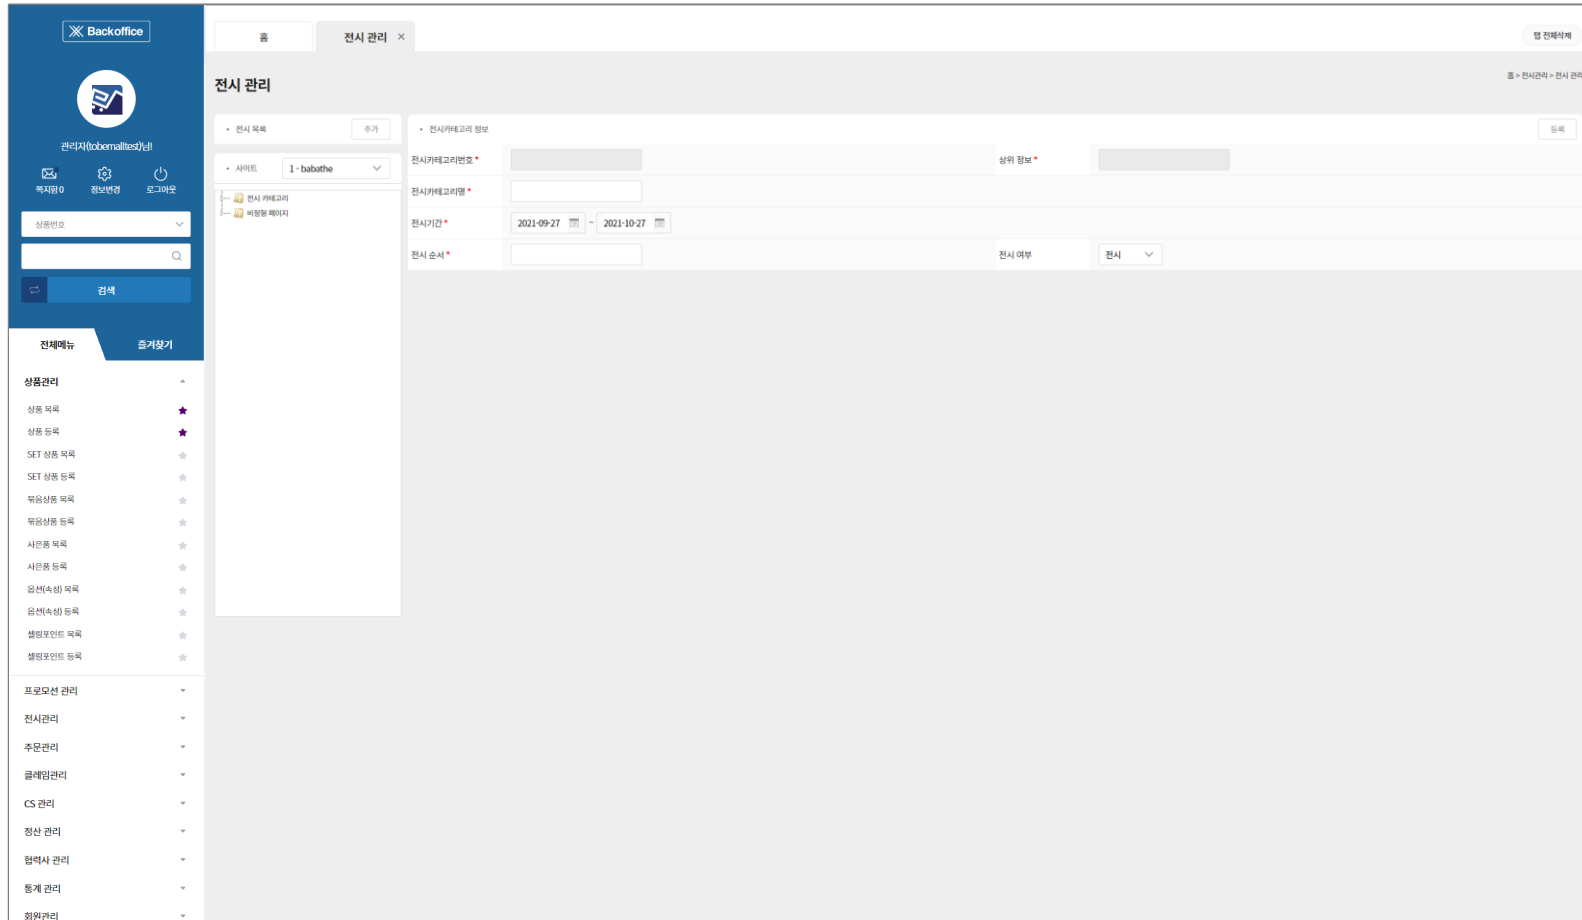 Backoffice
관리자(tobemalltest)님!
쪽지함 0 정보변경 로그아웃
상품번호
검색
전체메뉴 즐겨찾기
상품관리
상품 목록
상품 등록
SET 상품 목록
SET 상품 등록
묶음상품 목록
묶음상품 등록
사은품 목록
사은품 등록
옵션(속성) 목록
옵션(속성) 등록
셀링포인트 목록
셀링포인트 등록
프로모션 관리
전시관리
주문관리
클레임관리
CS 관리
정산 관리
협력사 관리
통계 관리
회원관리
홈 전시 관리 ×
탭 전체삭제
전시 관리
홈 > 전시관리 > 전시 관리
• 전시 목록 추가
• 사이트 1 - babathe
전시 카테고리
비정형 페이지
• 전시카테고리 정보 등록
전시카테고리번호 * 상위 정보 *
전시카테고리명 *
전시기간 * 2021-09-27 ~ 2021-10-27
전시 순서 * 전시 여부 전시